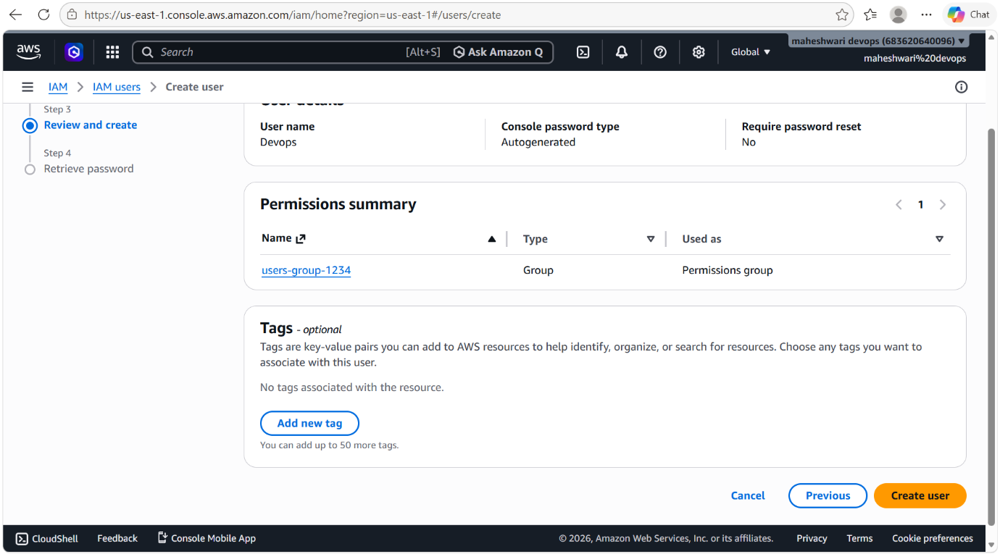 https://us-east-1.console.aws.amazon.com/iam/home?region=us-east-1#/users/create
Chat
aws
Search
[Alt+S]
Ask Amazon Q
Global
maheshwari devops (683620640096)
maheshwari%20devops
IAM
IAM users
Create user
Step 3
Review and create
Step 4
Retrieve password
User details
User name
Devops
Console password type
Autogenerated
Require password reset
No
Permissions summary
1
Name
Type
Used as
users-group-1234
Group
Permissions group
Tags - optional
Tags are key-value pairs you can add to AWS resources to help identify, organize, or search for resources. Choose any tags you want to
associate with this user.
No tags associated with the resource.
Add new tag
You can add up to 50 more tags.
Cancel
Previous
Create user
CloudShell
Feedback
Console Mobile App
© 2026, Amazon Web Services, Inc. or its affiliates.
Privacy
Terms
Cookie preferences